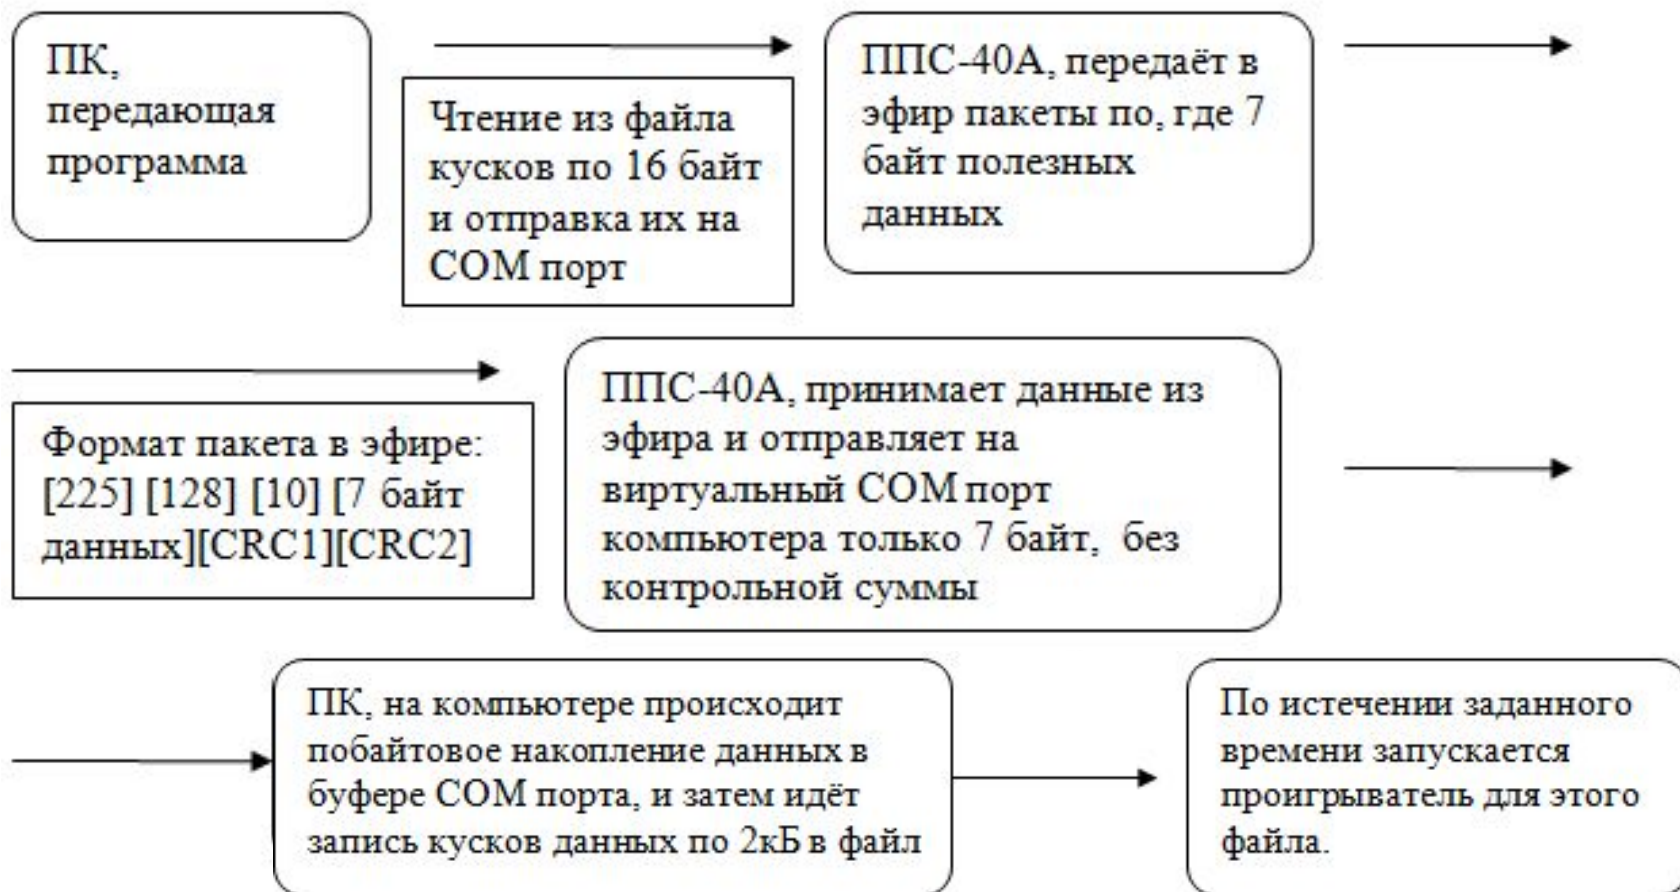 ПК,
передающая
программа
Чтение из файла
кусков по 16 байт
и отправка их на
COM порт
ППС-40А, передаёт в
эфир пакеты по, где 7
байт полезных
данных
Формат пакета в эфире:
[225] [128] [10] [7 байт
данных][CRC1][CRC2]
ППС-40А, принимает данные из
эфира и отправляет на
виртуальный COM порт
компьютера только 7 байт, без
контрольной суммы
ПК, на компьютере происходит
побайтовое накопление данных в
буфере COM порта, и затем идёт
запись кусков данных по 2кБ в файл
По истечении заданного
времени запускается
проигрыватель для этого
файла.